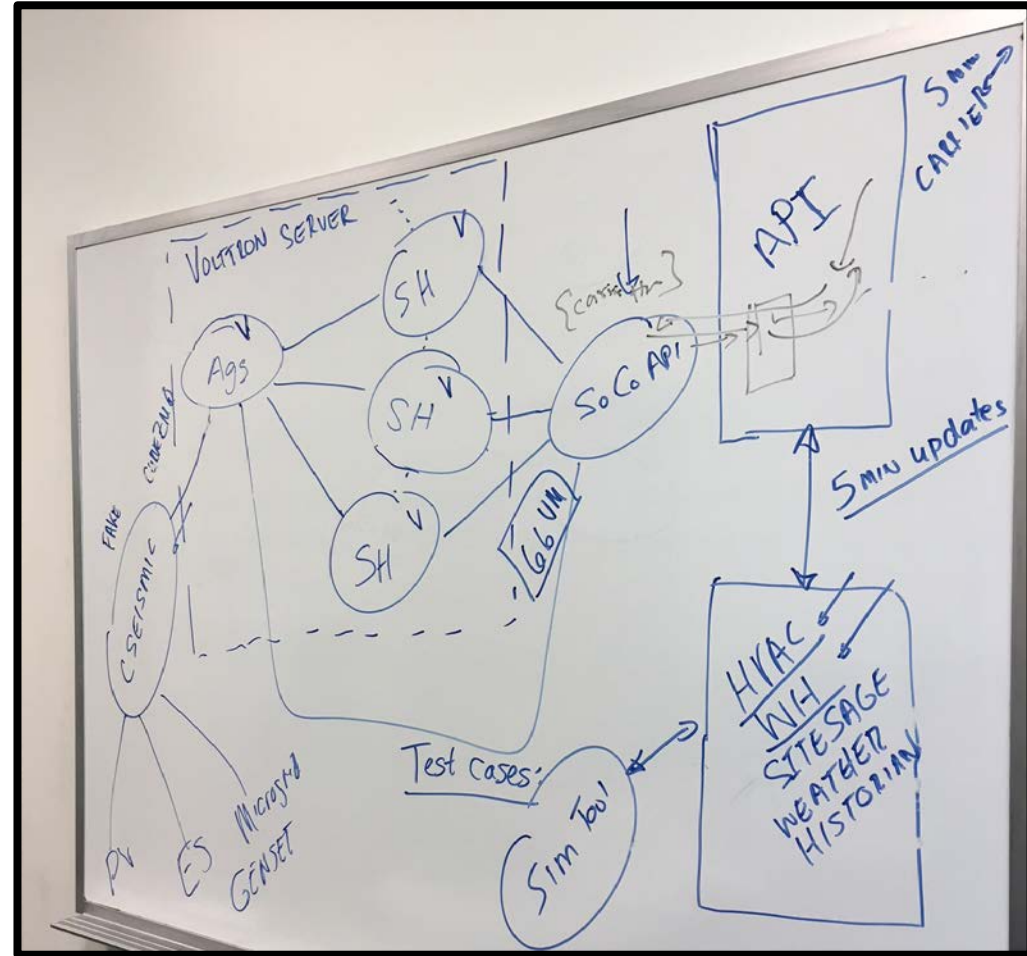 VOLTTRON SERVER
Ags
V
SH
V
SH
V
SH
V
FAKE
CSEISMIC
PV
ES
Microgrid
GENSET
SoCo API
66 VM
API
5 min
CARRIER
5 MIN updates
Test cases:
Sim Tool
HVAC
WH
SITESAGE
WEATHER
HISTORIAN